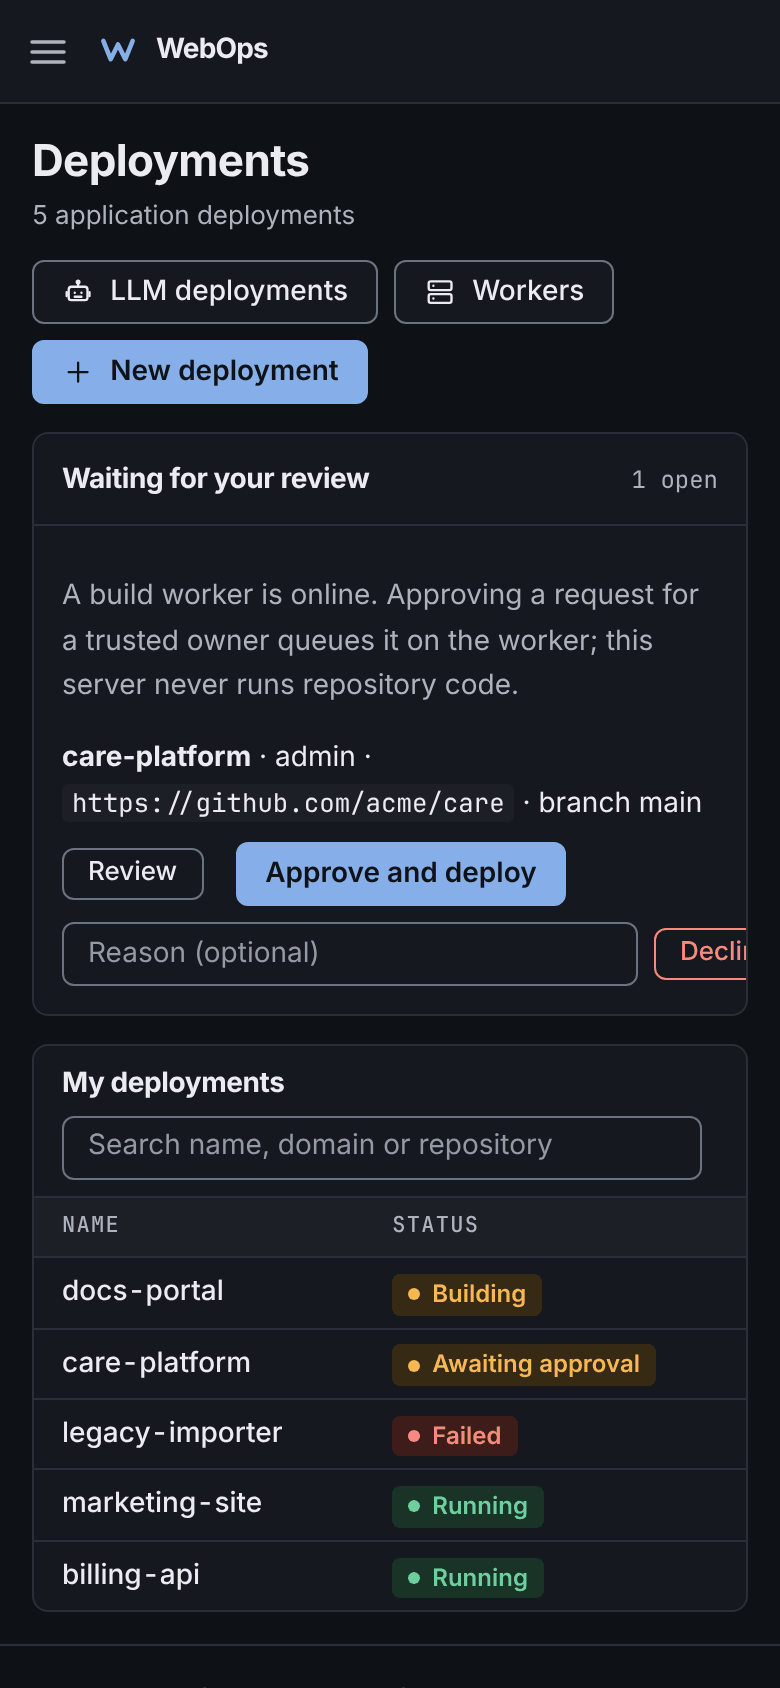 WebOps
Deployments
5 application deployments
LLM deployments
Workers
New deployment
Waiting for your review
1 open
A build worker is online. Approving a request for
a trusted owner queues it on the worker; this
server never runs repository code.
care-platform · admin ·
https://github.com/acme/care · branch main
Review
Approve and deploy
Reason (optional)
My deployments
Search name, domain or repository
NAME
STATUS
docs-portal
Building
care-platform
Awaiting approval
legacy-importer
Failed
marketing-site
Running
billing-api
Running